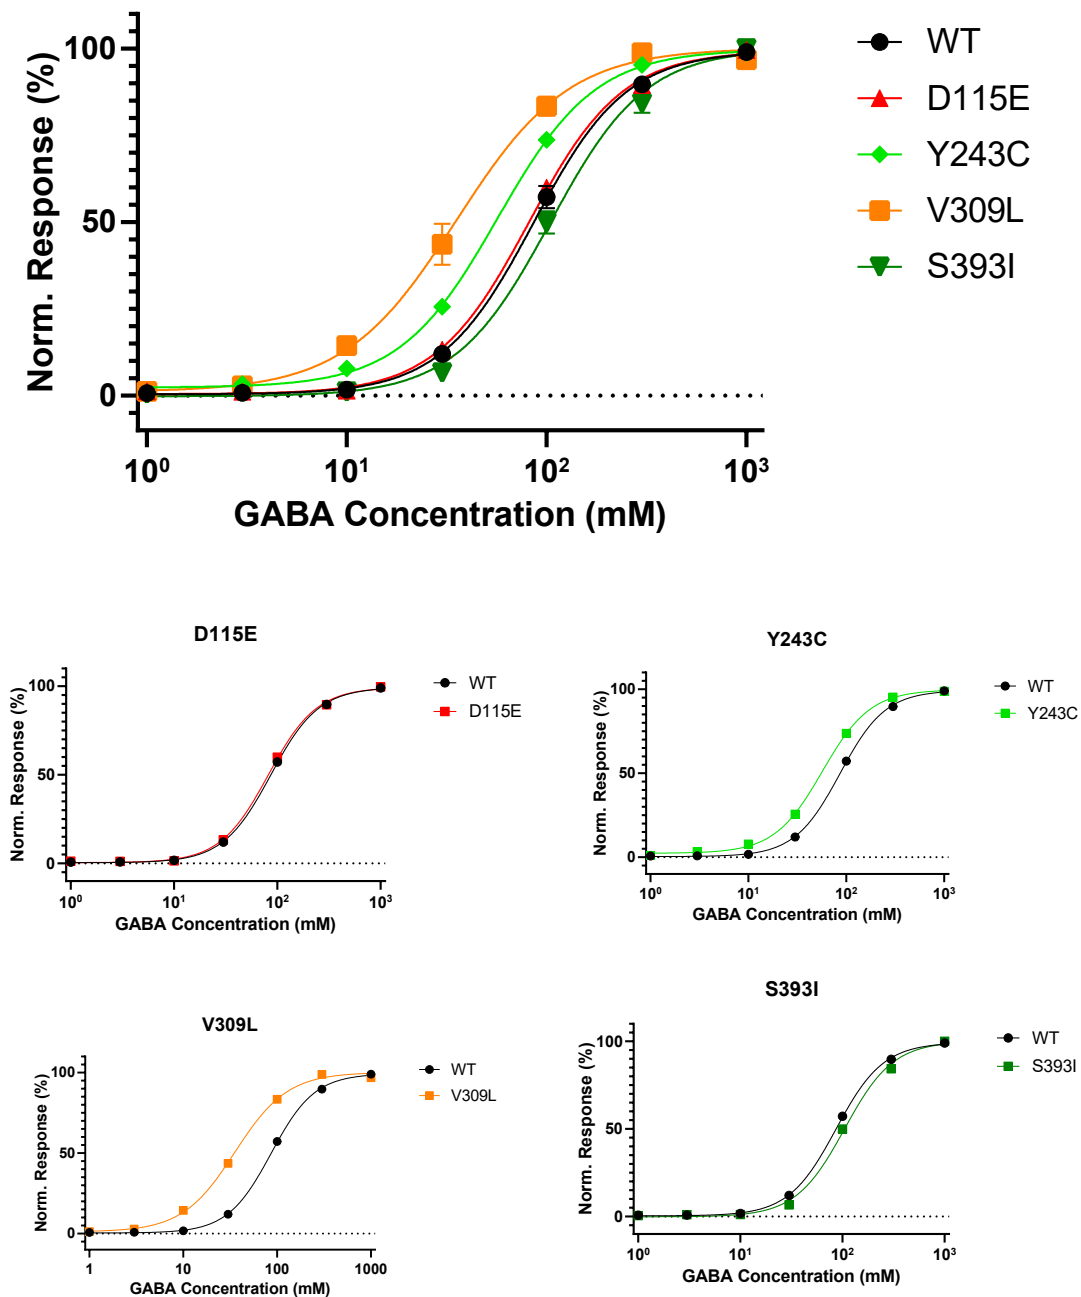 Norm. Response (%)
100
50
0
10⁰ 10¹ 10² 10³
GABA Concentration (mM)
WT
D115E
Y243C
V309L
S393I
D115E
Norm. Response (%)
100
50
0
10⁰ 10¹ 10² 10³
GABA Concentration (mM)
WT
D115E
Y243C
Norm. Response (%)
100
50
0
10⁰ 10¹ 10² 10³
GABA Concentration (mM)
WT
Y243C
V309L
Norm. Response (%)
100
50
0
1 10 100 1000
GABA Concentration (mM)
WT
V309L
S393I
Norm. Response (%)
100
50
0
10⁰ 10¹ 10² 10³
GABA Concentration (mM)
WT
S393I